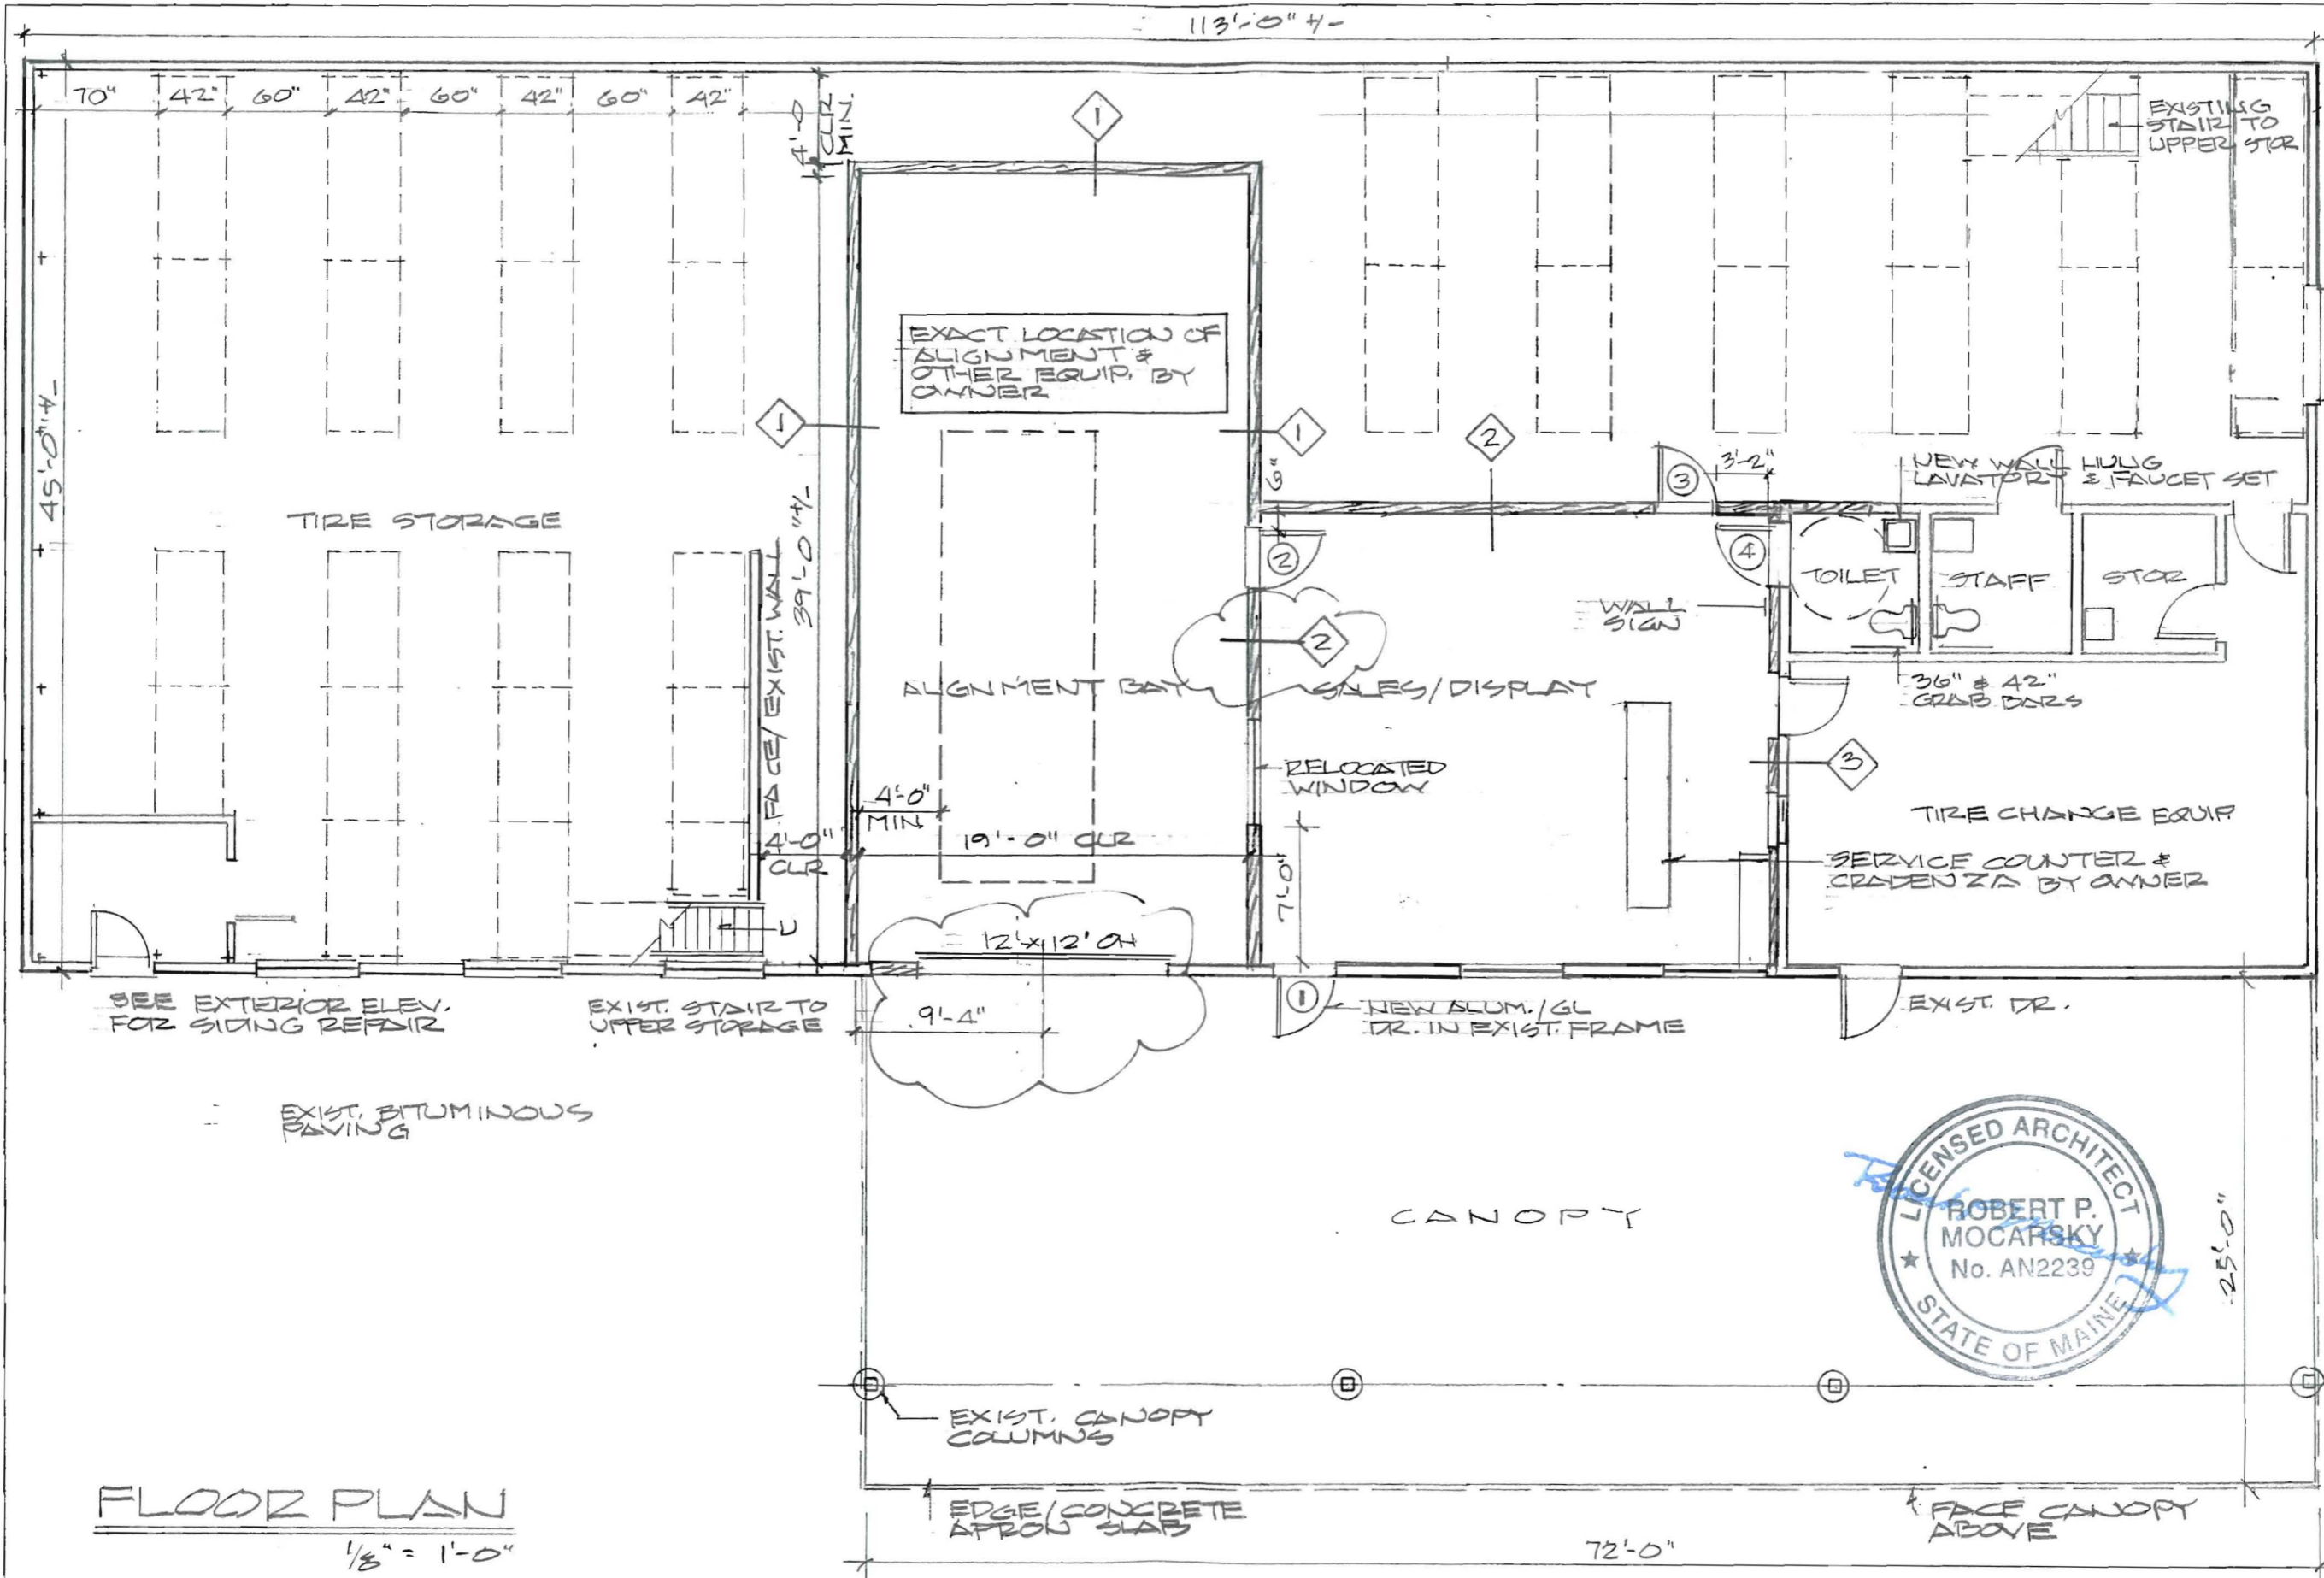 113'-0" +/-
70"
42"
60"
42"
60"
42"
60"
42"
4'-0
CLR
MIN.
1
EXISTING
STAIR TO
UPPER STOR
EXACT LOCATION OF
ALIGNMENT &
OTHER EQUIP. BY
OWNER
1
1
2
6"
3
3'-2"
NEW WALL HUNG
LAVATORY & FAUCET SET
45'-0" +/-
TIRE STORAGE
39'-0" +/-
FACE/EXIST. WALL
2
4
TOILET
STAFF
STOR
WALL
SIGN
2
ALIGNMENT BAY
SALES/DISPLAY
36" & 42"
GRAB BARS
RELOCATED
WINDOW
3
4'-0"
MIN
TIRE CHANGE EQUIP.
4'-0"
CLR
19'-0" CLR
SERVICE COUNTER &
CRADENZA BY OWNER
7'-0"
U
12'x12' OH
SEE EXTERIOR ELEV.
FOR SIDING REPAIR
EXIST. STAIR TO
UPPER STORAGE
9'-4"
1
NEW ALUM./GL
DR. IN EXIST. FRAME
EXIST. DR.
EXIST. BITUMINOUS
PAVING
CANOPY
LICENSED ARCHITECT
ROBERT P.
MOCARSKY
No. AN2239
STATE OF MAINE
25'-0"
EXIST. CANOPY
COLUMNS
FLOOR PLAN
1/8" = 1'-0"
EDGE/CONCRETE
APRON SLAB
FACE CANOPY
ABOVE
72'-0"